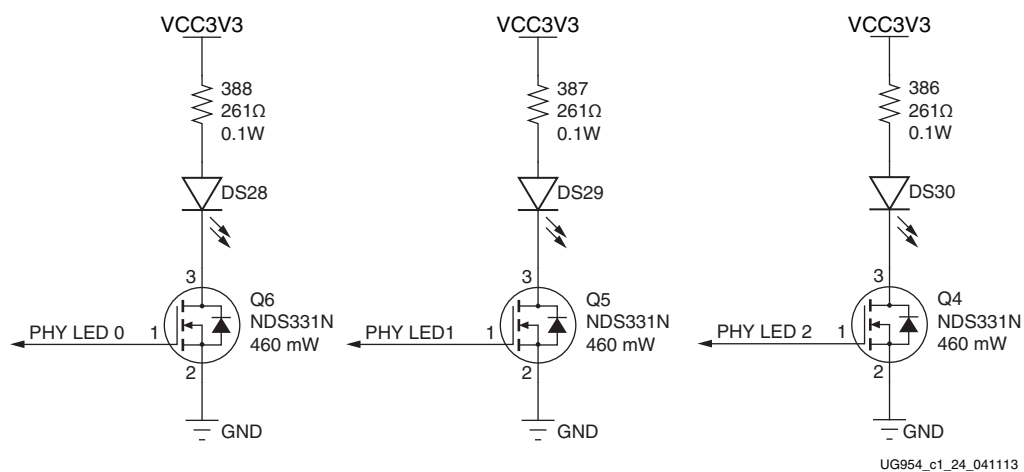 VCC3V3
388
261Ω
0.1W
DS28
3
Q6
NDS331N
460 mW
PHY LED 0
1
2
GND
VCC3V3
387
261Ω
0.1W
DS29
3
Q5
NDS331N
460 mW
PHY LED1
1
2
GND
VCC3V3
386
261Ω
0.1W
DS30
3
Q4
NDS331N
460 mW
PHY LED 2
1
2
GND
UG954_c1_24_041113